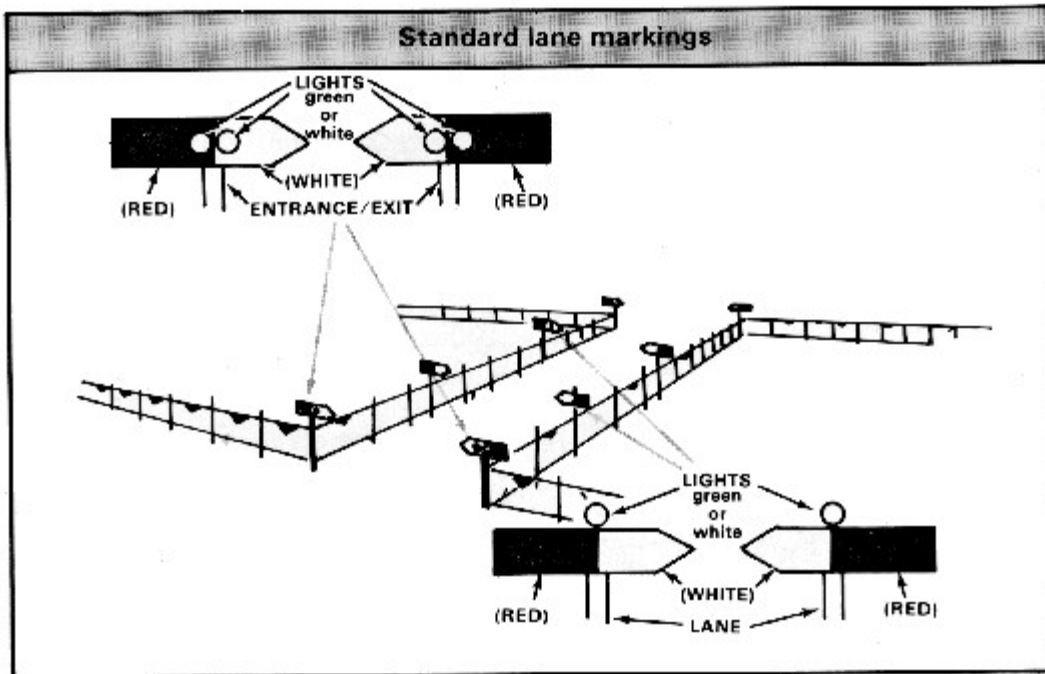 Standard lane markings
LIGHTS
green
or
white
(WHITE)
(RED)
ENTRANCE/EXIT
(RED)
LIGHTS
green
or
white
(WHITE)
(RED)
LANE
(RED)